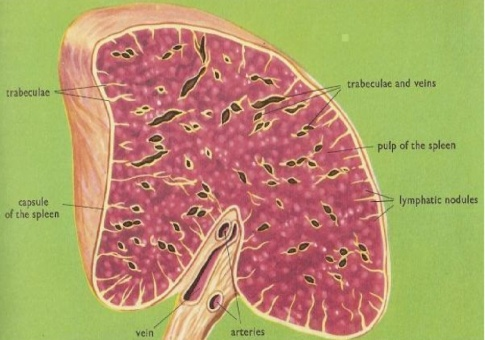 trabeculae
trabeculae and veins
pulp of the spleen
capsule
of the spleen
lymphatic nodules
vein
arteries